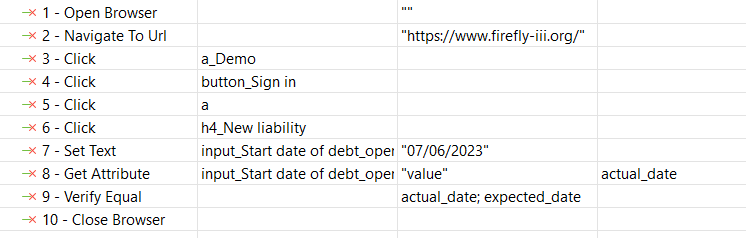 1 - Open Browser ""
2 - Navigate To Url "https://www.firefly-iii.org/"
3 - Click a_Demo
4 - Click button_Sign in
5 - Click a
6 - Click h4_New liability
7 - Set Text input_Start date of debt_oper "07/06/2023"
8 - Get Attribute input_Start date of debt_oper "value" actual_date
9 - Verify Equal actual_date; expected_date
10 - Close Browser